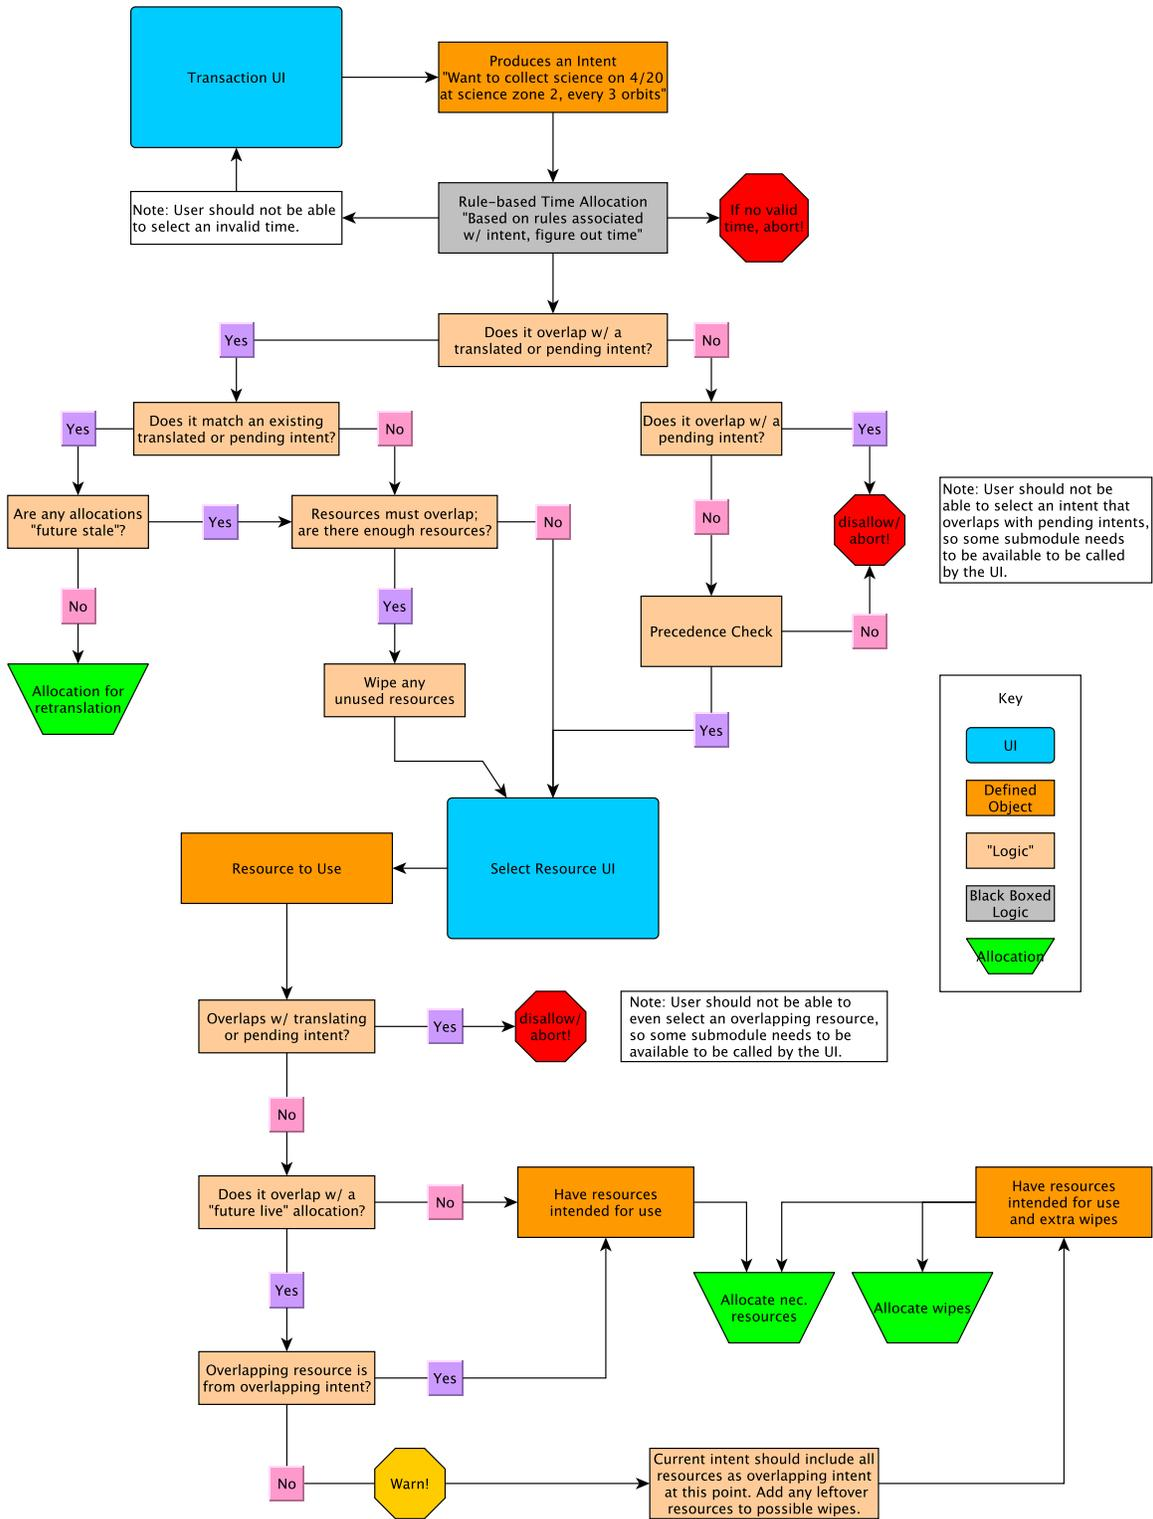 Transaction UI
Produces an Intent
"Want to collect science on 4/20
at science zone 2, every 3 orbits"
Note: User should not be able
to select an invalid time.
Rule-based Time Allocation
"Based on rules associated
w/ intent, figure out time"
If no valid
time, abort!
Does it overlap w/ a
translated or pending intent?
Yes
No
Does it match an existing
translated or pending intent?
Yes
No
Does it overlap w/ a
pending intent?
Yes
Are any allocations
"future stale"?
Yes
Resources must overlap;
are there enough resources?
No
No
disallow/
abort!
Note: User should not be
able to select an intent that
overlaps with pending intents,
so some submodule needs
to be available to be called
by the UI.
No
Yes
Precedence Check
No
Allocation for
retranslation
Wipe any
unused resources
Yes
Key
UI
Defined
Object
"Logic"
Black Boxed
Logic
Allocation
Resource to Use
Select Resource UI
Overlaps w/ translating
or pending intent?
Yes
disallow/
abort!
Note: User should not be able to
even select an overlapping resource,
so some submodule needs to be
available to be called by the UI.
No
Does it overlap w/ a
"future live" allocation?
No
Have resources
intended for use
Have resources
intended for use
and extra wipes
Yes
Allocate nec.
resources
Allocate wipes
Overlapping resource is
from overlapping intent?
Yes
No
Warn!
Current intent should include all
resources as overlapping intent
at this point. Add any leftover
resources to possible wipes.